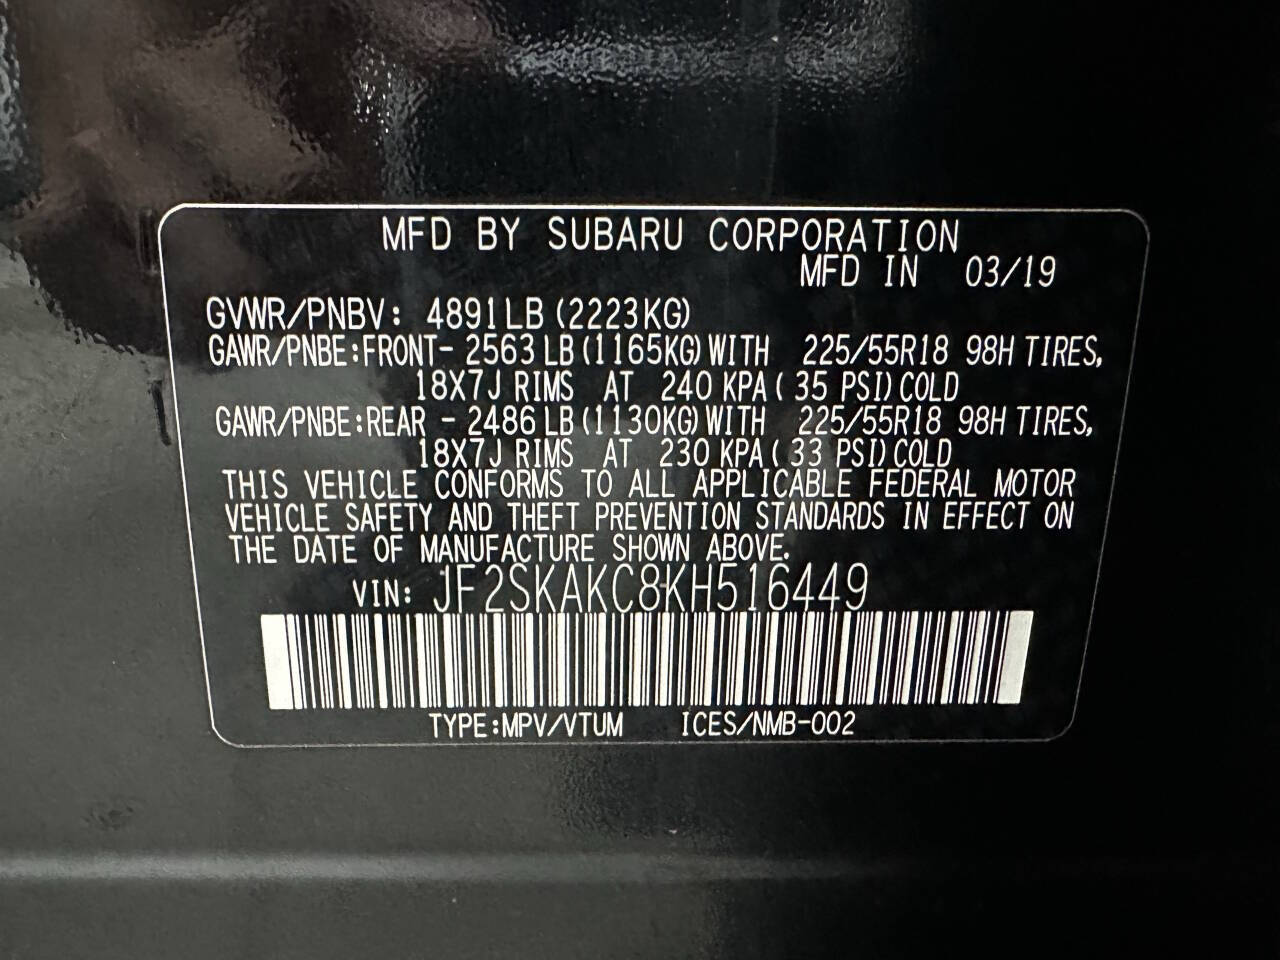 MFD BY SUBARU CORPORATION
MFD IN 03/19
GVWR/PNBV: 4891LB (2223KG)
GAWR/PNBE:FRONT- 2563 LB (1165KG) WITH 225/55R18 98H TIRES,
18X7J RIMS AT 240 KPA ( 35 PSI) COLD
GAWR/PNBE:REAR - 2486 LB (1130KG) WITH 225/55R18 98H TIRES,
18X7J RIMS AT 230 KPA ( 33 PSI) COLD
THIS VEHICLE CONFORMS TO ALL APPLICABLE FEDERAL MOTOR
VEHICLE SAFETY AND THEFT PREVENTION STANDARDS IN EFFECT ON
THE DATE OF MANUFACTURE SHOWN ABOVE.
VIN: JF2SKAKC8KH516449
TYPE:MPV/VTUM ICES/NMB-002